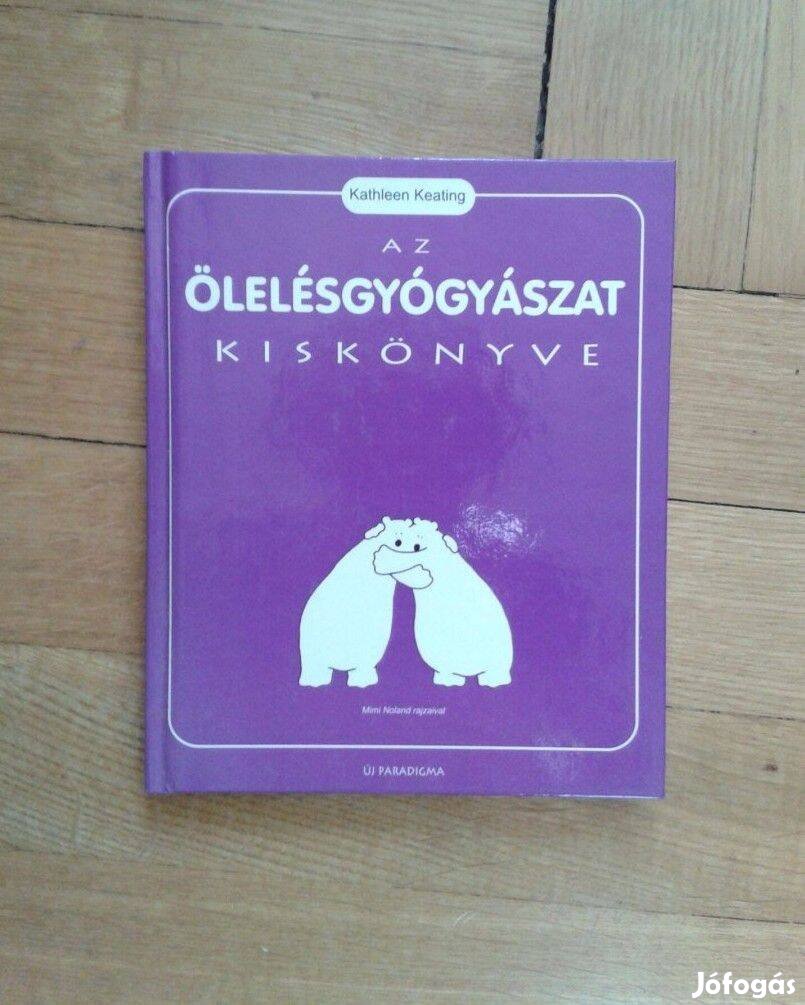 Kathleen Keating
AZ
ÖLELÉSGYÓGYÁSZAT
KISKÖNYVE
Mimi Noland rajzaival
ÚJ PARADIGMA
Jófogás